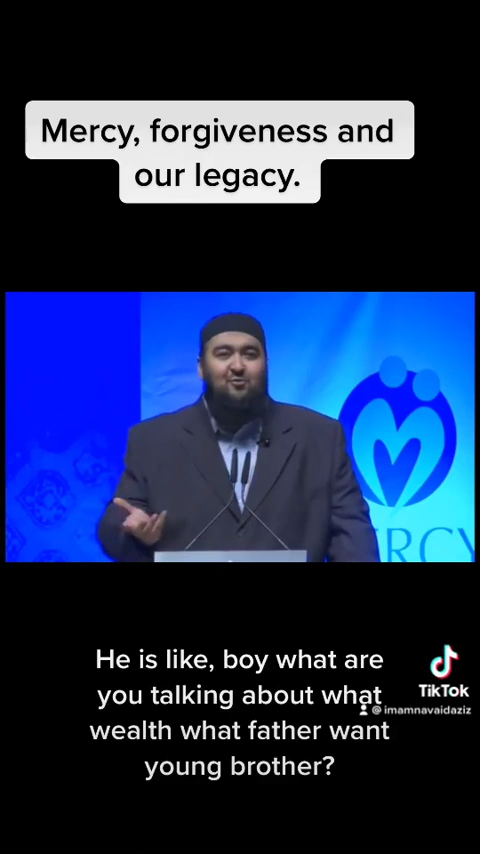 Mercy, forgiveness and
our legacy.
ERCY
He is like, boy what are
you talking about what
wealth what father want
young brother?
TikTok
@imamnavaidaziz